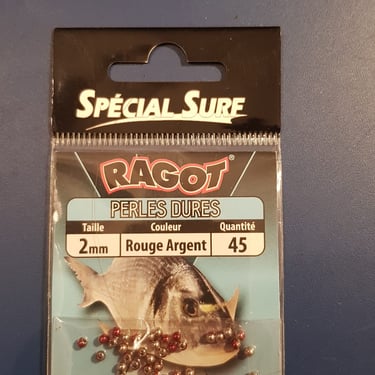 SPÉCIAL SURF
RAGOT®
PERLES DURES
Taille Couleur Quantité
2mm Rouge Argent 45